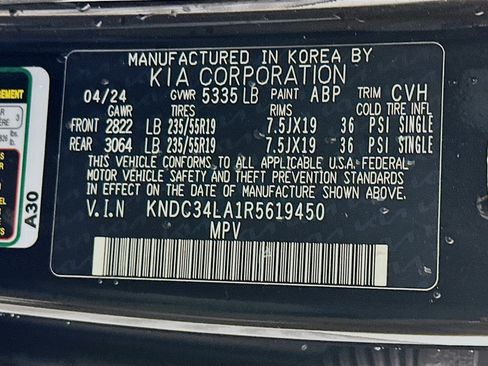 MANUFACTURED IN KOREA BY
KIA CORPORATION
04/24 GVWR 5335 LB PAINT ABP TRIM CVH
GAWR TIRES RIMS COLD TIRE INFL
FRONT 2822 LB 235/55R19 7.5JX19 36 PSI SINGLE
REAR 3064 LB 235/55R19 7.5JX19 36 PSI SINGLE
THIS VEHICLE CONFORMS TO ALL APPLICABLE U.S.A. FEDERAL
MOTOR VEHICLE SAFETY AND THEFT PREVENTION STANDARDS
IN EFFECT ON THE DATE OF MANUFACTURE SHOWN ABOVE.
V.I.N KNDC34LA1R5619450
MPV
A30
3
lbs.